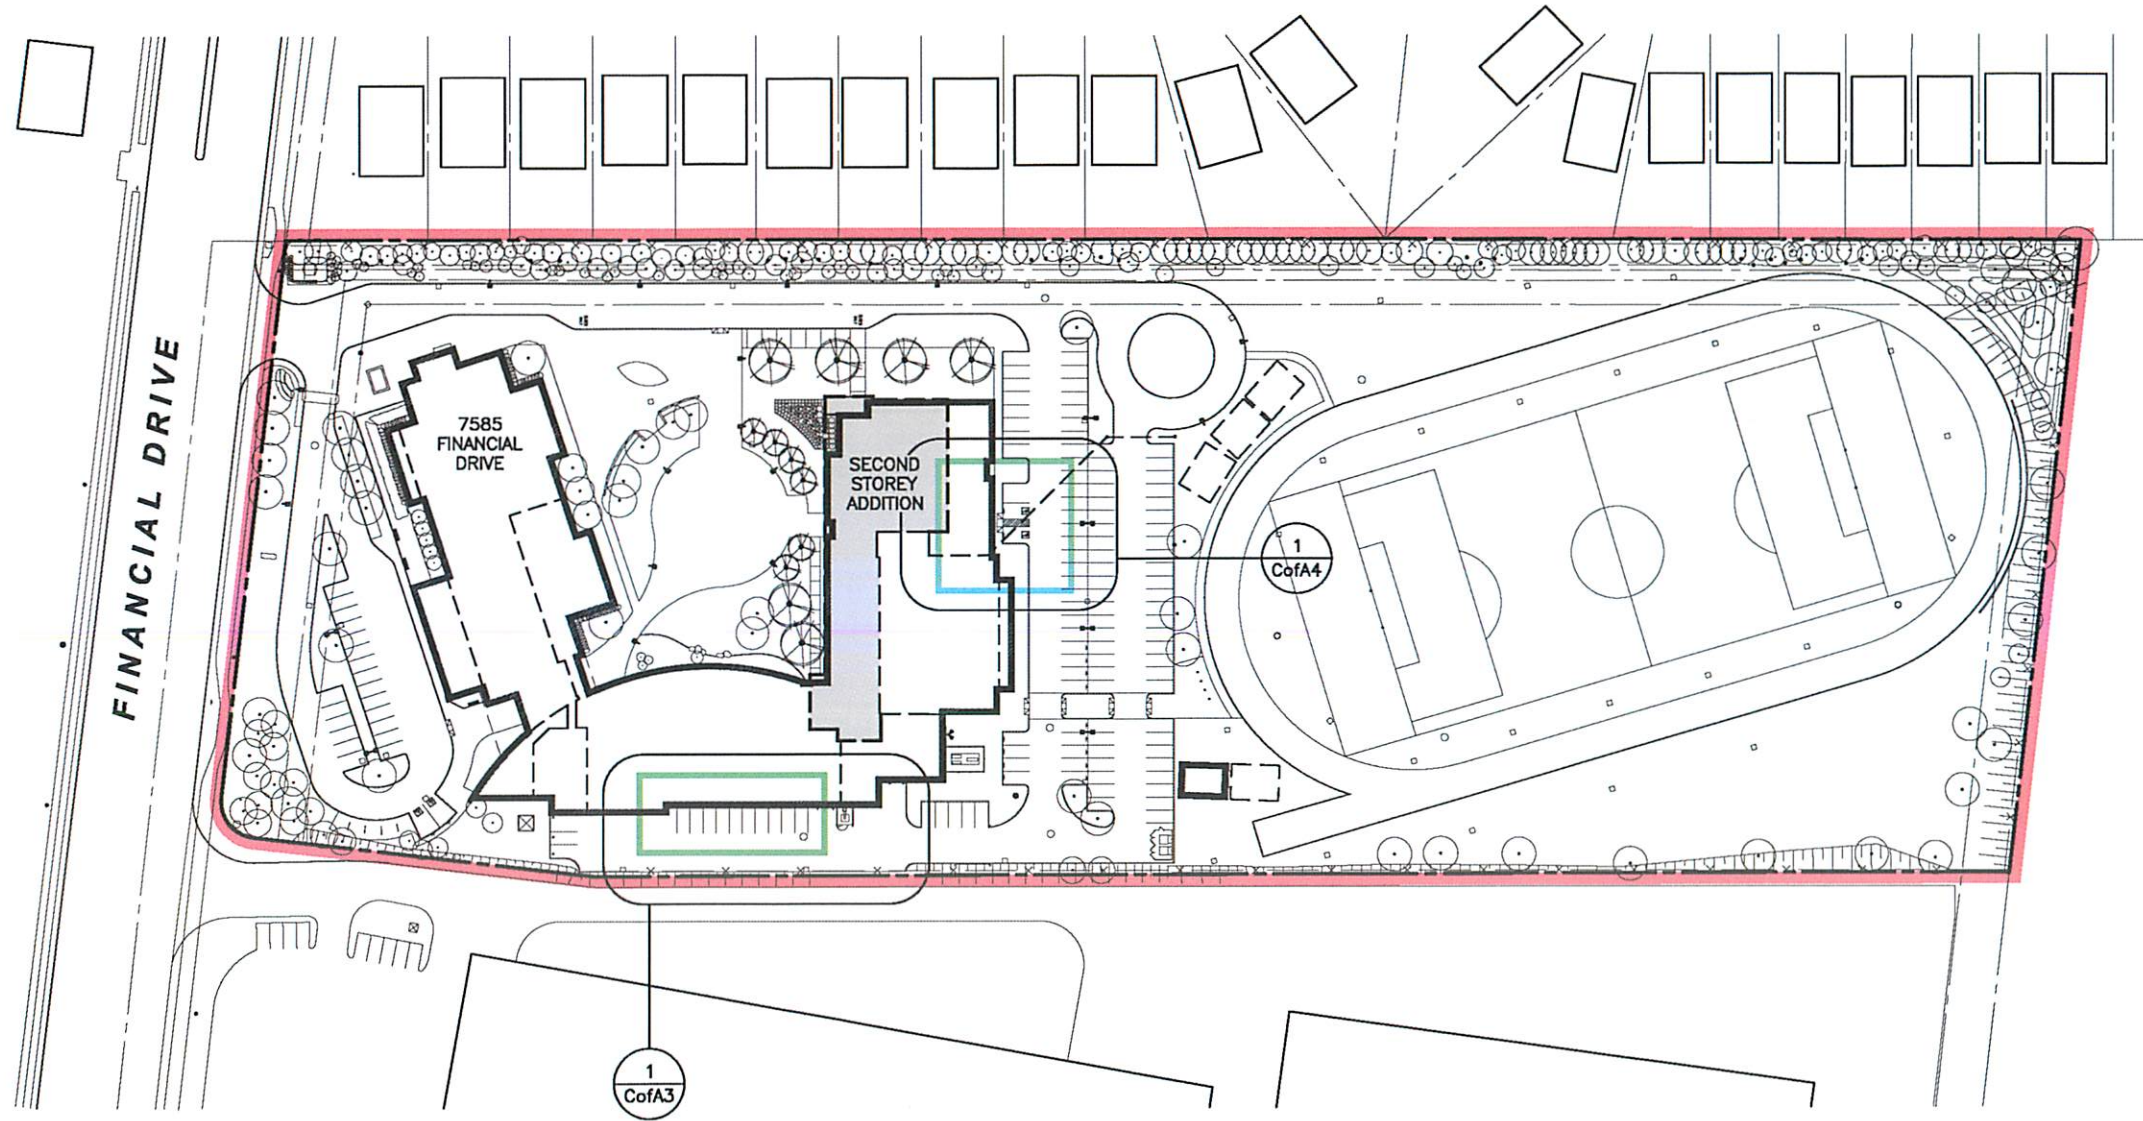 FINANCIAL DRIVE
7585
FINANCIAL
DRIVE
SECOND
STOREY
ADDITION
1
CofA4
1
CofA3